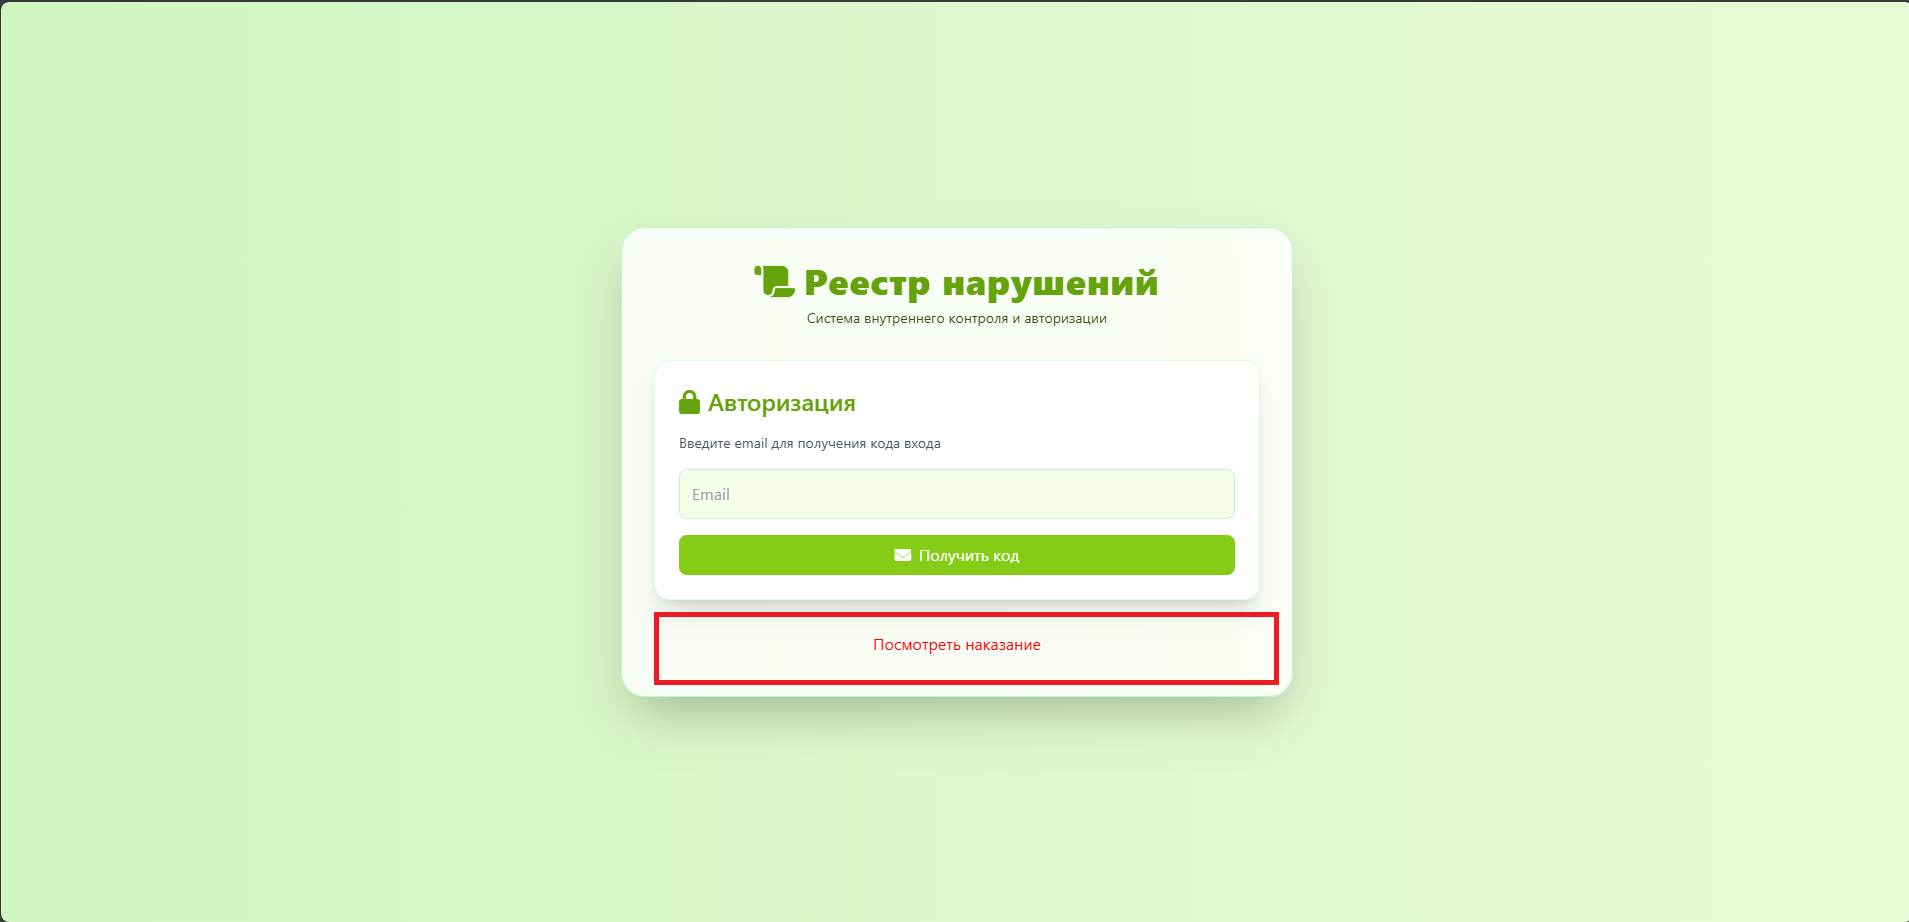 Реестр нарушений
Система внутреннего контроля и авторизации
Авторизация
Введите email для получения кода входа
Email
Получить код
Посмотреть наказание